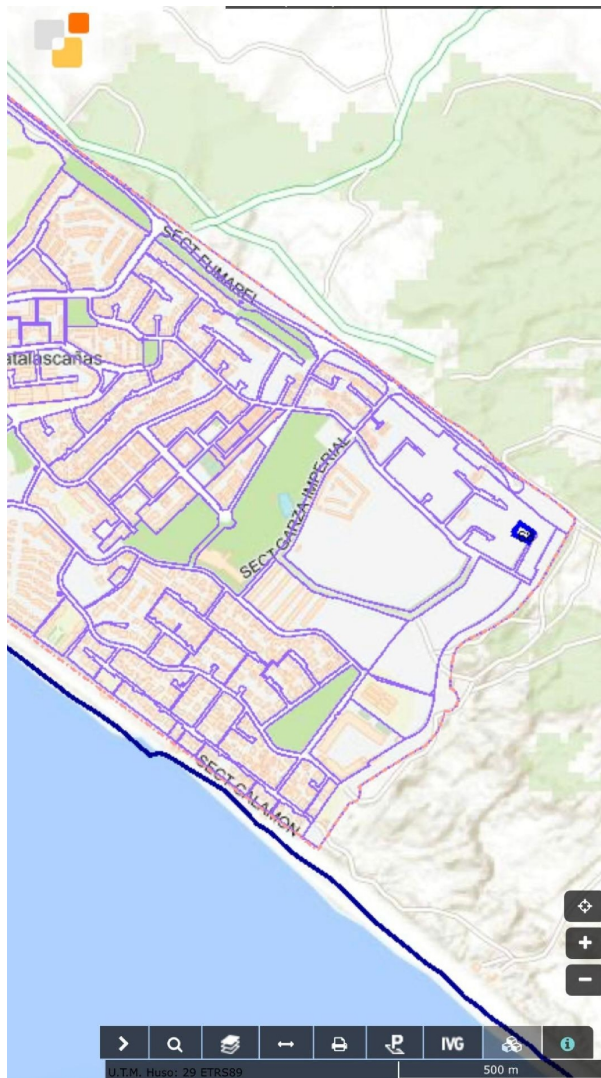 SECT-FUMAREL
atalascañas
SECT-GARZA IMPERIAL
SECT-CALAMON
IVG
U.T.M. Huso: 29 ETRS89
500 m